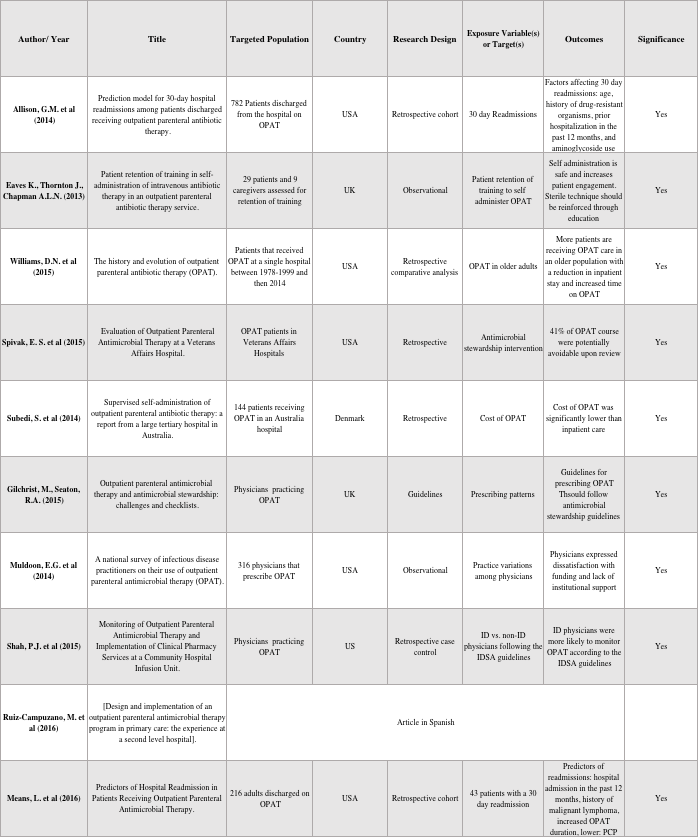 Author/ Year
Title
Targeted Population
Country
Research Design
Exposure Variable(s)
or Target(s)
Outcomes
Significance
Allison, G.M. et al
(2014)
Prediction model for 30-day hospital
readmissions among patients discharged
receiving outpatient parenteral antibiotic
therapy.
782 Patients discharged
from the hospital on
OPAT
USA
Retrospective cohort
30 day Readmissions
Factors affecting 30 day
readmissions: age,
history of drug-resistant
organisms, prior
hospitalization in the
past 12 months, and
aminoglycoside use
Yes
Eaves K., Thornton J.,
Chapman A.L.N. (2013)
Patient retention of training in self-
administration of intravenous antibiotic
therapy in an outpatient parenteral
antibiotic therapy service.
29 patients and 9
caregivers assessed for
retention of training
UK
Observational
Patient retention of
training to self
administer OPAT
Self administration is
safe and increases
patient engagement.
Sterile technique should
be reinforced through
education
Yes
Williams, D.N. et al
(2015)
The history and evolution of outpatient
parenteral antibiotic therapy (OPAT).
Patients that received
OPAT at a single hospital
between 1978-1999 and
then 2014
USA
Retrospective
comparative analysis
OPAT in older adults
More patients are
receiving OPAT care in
an older population with
a reduction in inpatient
stay and increased time
on OPAT
Yes
Spivak, E. S. et al (2015)
Evaluation of Outpatient Parenteral
Antimicrobial Therapy at a Veterans
Affairs Hospital.
OPAT patients in
Veterans Affairs
Hospitals
USA
Retrospective
Antimicrobial
stewardship intervention
41% of OPAT course
were potentially
avoidable upon review
Yes
Subedi, S. et al (2014)
Supervised self-administration of
outpatient parenteral antibiotic therapy: a
report from a large tertiary hospital in
Australia.
144 patients receiving
OPAT in an Australia
hospital
Denmark
Retrospective
Cost of OPAT
Cost of OPAT was
significantly lower than
inpatient care
Yes
Gilchrist, M., Seaton,
R.A. (2015)
Outpatient parenteral antimicrobial
therapy and antimicrobial stewardship:
challenges and checklists.
Physicians practicing
OPAT
UK
Guidelines
Prescribing patterns
Guidelines for
prescribing OPAT
Thsould follow
antimicrobial
stewardship guidelines
Yes
Muldoon, E.G. et al
(2014)
A national survey of infectious disease
practitioners on their use of outpatient
parenteral antimicrobial therapy (OPAT).
316 physicians that
prescribe OPAT
USA
Observational
Practice variations
among physicians
Physicians expressed
dissatisfaction with
funding and lack of
institutional support
Yes
Shah, P.J. et al (2015)
Monitoring of Outpatient Parenteral
Antimicrobial Therapy and
Implementation of Clinical Pharmacy
Services at a Community Hospital
Infusion Unit.
Physicians practicing
OPAT
US
Retrospective case
control
ID vs. non-ID
physicians following the
IDSA guidelines
ID physicians were
more likely to monitor
OPAT according to the
IDSA guidelines
Yes
Ruiz-Campuzano, M. et
al (2016)
[Design and implementation of an
outpatient parenteral antimicrobial therapy
program in primary care: the experience at
a second level hospital].
Article in Spanish
Means, L. et al (2016)
Predictors of Hospital Readmission in
Patients Receiving Outpatient Parenteral
Antimicrobial Therapy.
216 adults discharged on
OPAT
USA
Retrospective cohort
43 patients with a 30
day readmission
Predictors of
readmissions: hospital
admission in the past 12
months, history of
malignant lymphoma,
increased OPAT
duration, lower: PCP
Yes